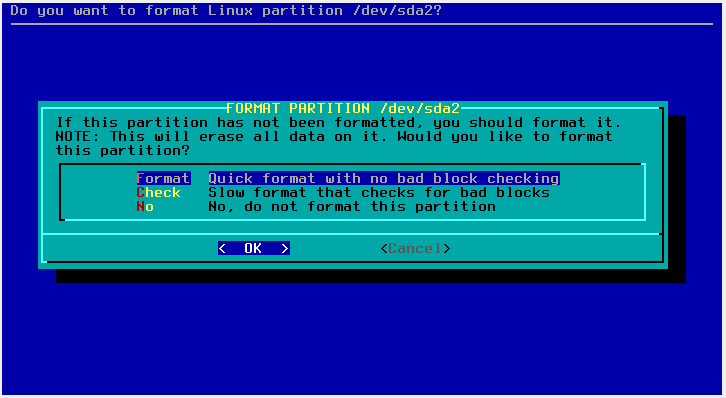 Do you want to format Linux partition /dev/sda2?
FORMAT PARTITION /dev/sda2
If this partition has not been formatted, you should format it.
NOTE: This will erase all data on it. Would you like to format
this partition?
Format  Quick format with no bad block checking
Check   Slow format that checks for bad blocks
No      No, do not format this partition
<  OK  >  <Cancel>